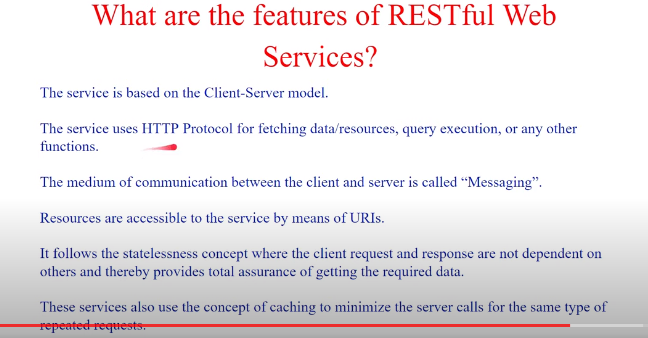 What are the features of RESTful Web
Services?
The service is based on the Client-Server model.
The service uses HTTP Protocol for fetching data/resources, query execution, or any other
functions.
The medium of communication between the client and server is called “Messaging”.
Resources are accessible to the service by means of URIs.
It follows the statelessness concept where the client request and response are not dependent on
others and thereby provides total assurance of getting the required data.
These services also use the concept of caching to minimize the server calls for the same type of
repeated requests.